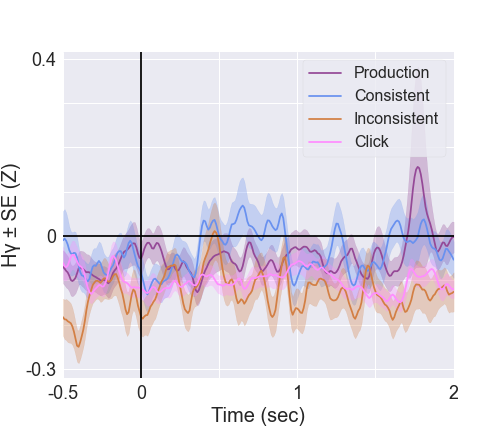 0.4
Production
Consistent
Inconsistent
Click
Hγ ± SE (Z)
0
-0.3
-0.5
0
1
2
Time (sec)